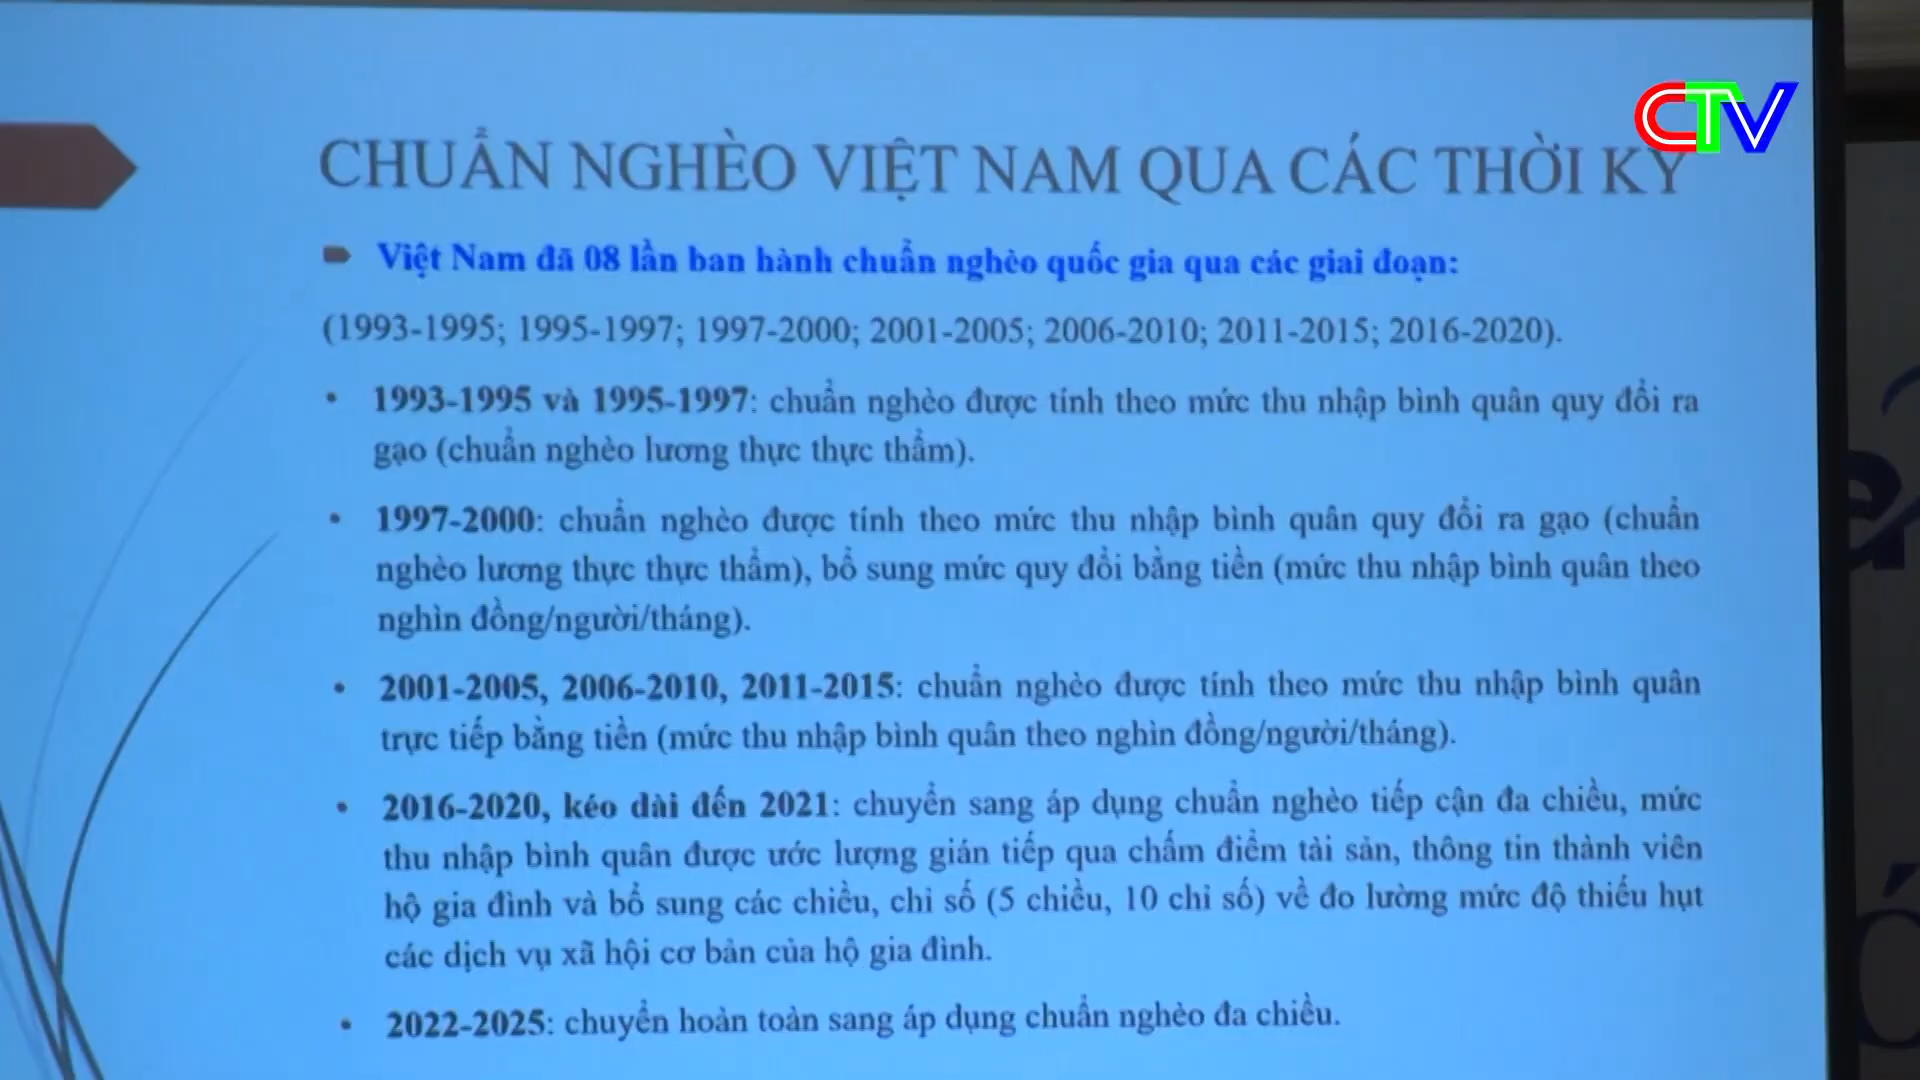 CTV
CHUẨN NGHÈO VIỆT NAM QUA CÁC THỜI KỲ
Việt Nam đã 08 lần ban hành chuẩn nghèo quốc gia qua các giai đoạn:
(1993-1995; 1995-1997; 1997-2000; 2001-2005; 2006-2010; 2011-2015; 2016-2020).
• 1993-1995 và 1995-1997: chuẩn nghèo được tính theo mức thu nhập bình quân quy đổi ra
gạo (chuẩn nghèo lương thực thực thẩm).
• 1997-2000: chuẩn nghèo được tính theo mức thu nhập bình quân quy đổi ra gạo (chuẩn
nghèo lương thực thực thẩm), bổ sung mức quy đổi bằng tiền (mức thu nhập bình quân theo
nghìn đồng/người/tháng).
• 2001-2005, 2006-2010, 2011-2015: chuẩn nghèo được tính theo mức thu nhập bình quân
trực tiếp bằng tiền (mức thu nhập bình quân theo nghìn đồng/người/tháng).
• 2016-2020, kéo dài đến 2021: chuyển sang áp dụng chuẩn nghèo tiếp cận đa chiều, mức
thu nhập bình quân được ước lượng gián tiếp qua chấm điểm tài sản, thông tin thành viên
hộ gia đình và bổ sung các chiều, chỉ số (5 chiều, 10 chỉ số) về đo lường mức độ thiếu hụt
các dịch vụ xã hội cơ bản của hộ gia đình.
• 2022-2025: chuyển hoàn toàn sang áp dụng chuẩn nghèo đa chiều.